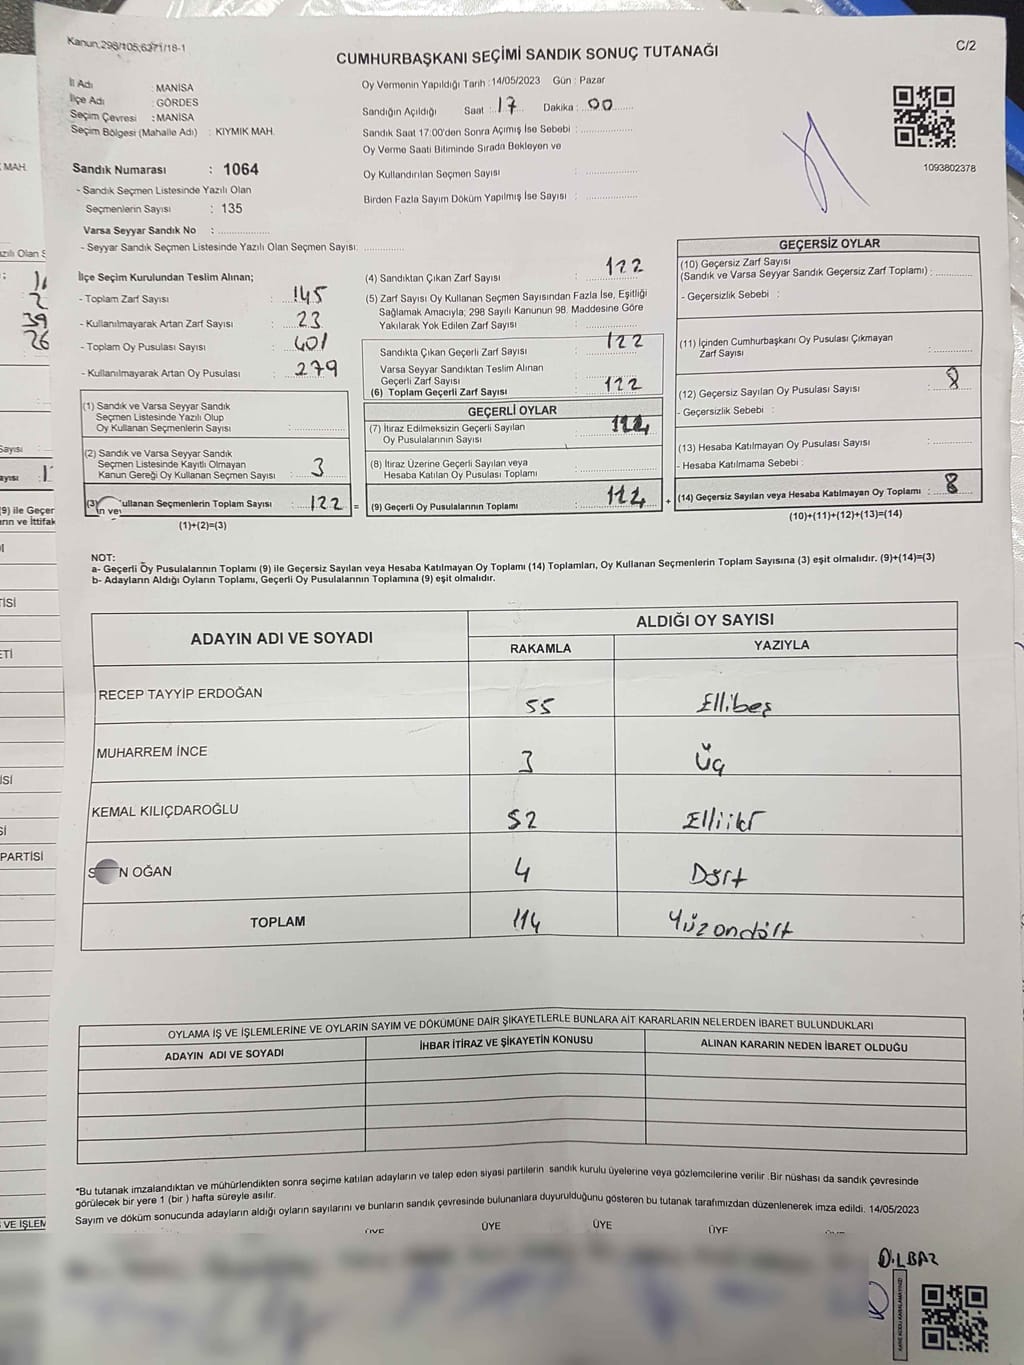 Kanun;298/105;6271/18-1
C/2
CUMHURBAŞKANI SEÇİMİ SANDIK SONUÇ TUTANAĞI
İl Adı : MANİSA
İlçe Adı : GÖRDES
Seçim Çevresi : MANİSA
Seçim Bölgesi (Mahalle Adı) : KIYMIK MAH.
Sandık Numarası : 1064
- Sandık Seçmen Listesinde Yazılı Olan
Seçmenlerin Sayısı : 135
Varsa Seyyar Sandık No :
- Seyyar Sandık Seçmen Listesinde Yazılı Olan Seçmen Sayısı:
Oy Vermenin Yapıldığı Tarih :14/05/2023 Gün : Pazar
Sandığın Açıldığı Saat : 17 Dakika : 00
Sandık Saat 17:00'den Sonra Açımış İse Sebebi :
Oy Verme Saati Bitiminde Sırada Bekleyen ve
Oy Kullandırılan Seçmen Sayısı :
Birden Fazla Sayım Döküm Yapılmış İse Sayısı :
1093802378
İlçe Seçim Kurulundan Teslim Alınan;
- Toplam Zarf Sayısı : 145
- Kullanılmayarak Artan Zarf Sayısı : 23
- Toplam Oy Pusulası Sayısı : 401
- Kullanılmayarak Artan Oy Pusulası : 279
(1) Sandık ve Varsa Seyyar Sandık
Seçmen Listesinde Yazılı Olup
Oy Kullanan Seçmenlerin Sayısı :
(2) Sandık ve Varsa Seyyar Sandık
Seçmen Listesinde Kayıtlı Olmayan
Kanun Gereği Oy Kullanan Seçmen Sayısı : 3
(3) ullanan Seçmenlerin Toplam Sayısı : 122 =
(1)+(2)=(3)
(4) Sandıktan Çıkan Zarf Sayısı : 122
(5) Zarf Sayısı Oy Kullanan Seçmen Sayısından Fazla İse, Eşitliği
Sağlamak Amacıyla; 298 Sayılı Kanunun 98. Maddesine Göre
Yakılarak Yok Edilen Zarf Sayısı :
Sandıkta Çıkan Geçerli Zarf Sayısı : 122
Varsa Seyyar Sandıktan Teslim Alınan
Geçerli Zarf Sayısı :
(6) Toplam Geçerli Zarf Sayısı : 122
GEÇERLİ OYLAR
(7) İtiraz Edilmeksizin Geçerli Sayılan
Oy Pusulalarının Sayısı : 114
(8) İtiraz Üzerine Geçerli Sayılan veya
Hesaba Katılan Oy Pusulası Toplamı :
(9) Geçerli Oy Pusulalarının Toplamı : 114 +
GEÇERSİZ OYLAR
(10) Geçersiz Zarf Sayısı
(Sandık ve Varsa Seyyar Sandık Geçersiz Zarf Toplamı) :
- Geçersizlik Sebebi :
(11) İçinden Cumhurbaşkanı Oy Pusulası Çıkmayan
Zarf Sayısı :
(12) Geçersiz Sayılan Oy Pusulası Sayısı : 8
- Geçersizlik Sebebi :
(13) Hesaba Katılmayan Oy Pusulası Sayısı :
- Hesaba Katılmama Sebebi :
(14) Geçersiz Sayılan veya Hesaba Katılmayan Oy Toplamı : 8
(10)+(11)+(12)+(13)=(14)
NOT:
a- Geçerli Oy Pusulalarının Toplamı (9) ile Geçersiz Sayılan veya Hesaba Katılmayan Oy Toplamı (14) Toplamları, Oy Kullanan Seçmenlerin Toplam Sayısına (3) eşit olmalıdır. (9)+(14)=(3)
b- Adayların Aldığı Oyların Toplamı, Geçerli Oy Pusulalarının Toplamına (9) eşit olmalıdır.
ADAYIN ADI VE SOYADI ALDIĞI OY SAYISI
RAKAMLA YAZIYLA
RECEP TAYYİP ERDOĞAN 55 Ellibeş
MUHARREM İNCE 3 Üç
KEMAL KILIÇDAROĞLU 52 Elliiki
S N OĞAN 4 Dört
TOPLAM 114 Yüzondört
OYLAMA İŞ VE İŞLEMLERİNE VE OYLARIN SAYIM VE DÖKÜMÜNE DAİR ŞİKAYETLERLE BUNLARA AİT KARARLARIN NELERDEN İBARET BULUNDUKLARI
ADAYIN ADI VE SOYADI İHBAR İTİRAZ VE ŞİKAYETİN KONUSU ALINAN KARARIN NEDEN İBARET OLDUĞU
*Bu tutanak imzalandıktan ve mühürlendikten sonra seçime katılan adayların ve talep eden siyasi partilerin sandık kurulu üyelerine veya gözlemcilerine verilir .Bir nüshası da sandık çevresinde
görülecek bir yere 1 (bir ) hafta süreyle asılır.
Sayım ve döküm sonucunda adayların aldığı oyların sayılarını ve bunların sandık çevresinde bulunanlara duyurulduğunu gösteren bu tutanak tarafımızdan düzenlenerek imza edildi. 14/05/2023
ÜYE ÜYE ÜYE ÜYE
DİLBAZ